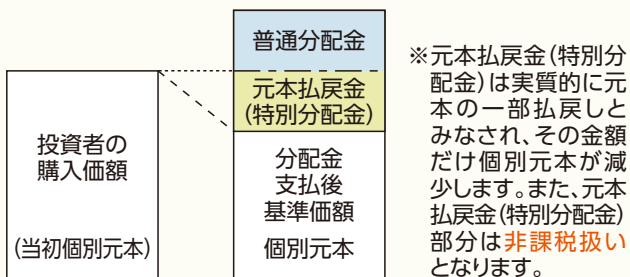 普通分配金
元本払戻金
(特別分配金)
投資者の
購入価額
(当初個別元本)
分配金
支払後
基準価額
個別元本
※元本払戻金(特別分
配金)は実質的に元
本の一部払戻しと
みなされ、その金額
だけ個別元本が減
少します。また、元本
払戻金(特別分配金)
部分は非課税扱い
となります。